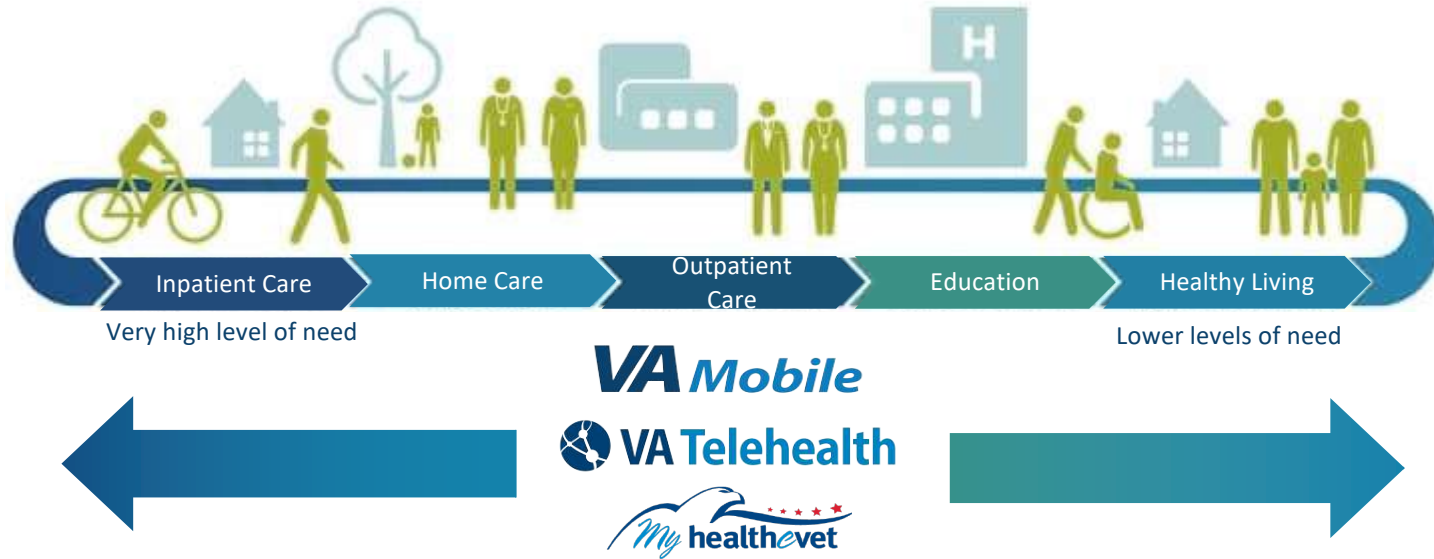 H
Inpatient Care
Home Care
Outpatient
Care
Education
Healthy Living
Very high level of need
Lower levels of need
VA Mobile
VA Telehealth
My healthevet